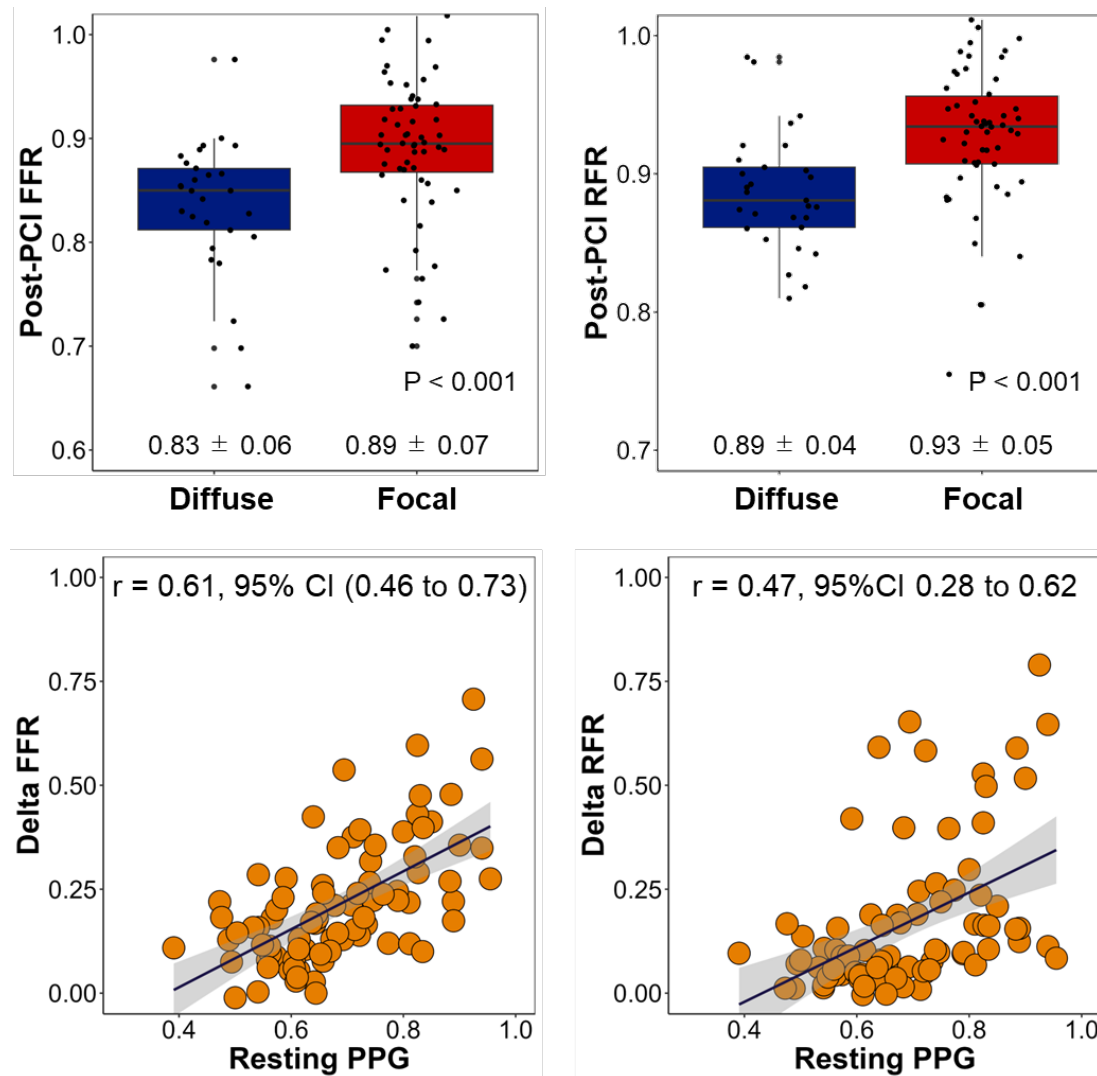 Post-PCI FFR
1.0
0.9
0.8
0.7
0.6
P < 0.001
0.83 ± 0.06
0.89 ± 0.07
Diffuse
Focal
Post-PCI RFR
1.0
0.9
0.8
0.7
P < 0.001
0.89 ± 0.04
0.93 ± 0.05
Diffuse
Focal
Delta FFR
r = 0.61, 95% CI (0.46 to 0.73)
1.00
0.75
0.50
0.25
0.00
0.4
0.6
0.8
1.0
Resting PPG
Delta RFR
r = 0.47, 95%CI 0.28 to 0.62
1.00
0.75
0.50
0.25
0.00
0.4
0.6
0.8
1.0
Resting PPG